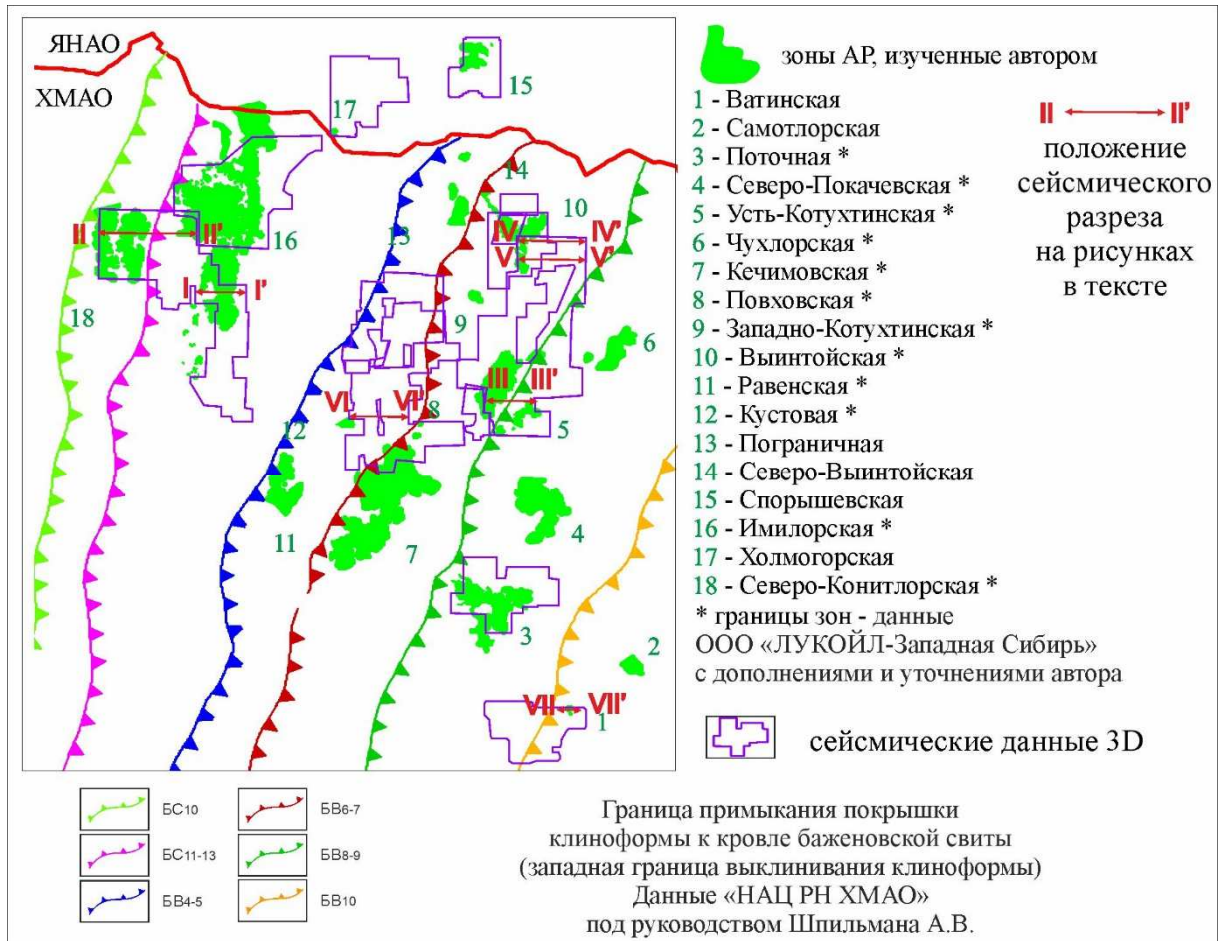 ЯНАО
ХМАО
17
15
14
10
IV
IV'
V
V'
II
II'
16
13
I
I'
18
9
6
III
III'
VI
VI'
8
5
12
4
11
7
3
2
VII
VII'
1
зоны АР, изученные автором
1 - Ватинская
2 - Самотлорская
3 - Поточная *
4 - Северо-Покачевская *
5 - Усть-Котухтинская *
6 - Чухлорская *
7 - Кечимовская *
8 - Повховская *
9 - Западно-Котухтинская *
10 - Выинтойская *
11 - Равенская *
12 - Кустовая *
13 - Пограничная
14 - Северо-Выинтойская
15 - Спорышевская
16 - Имилорская *
17 - Холмогорская
18 - Северо-Конитлорская *
* границы зон - данные
ООО «ЛУКОЙЛ-Западная Сибирь»
с дополнениями и уточнениями автора
II II'
положение
сейсмического
разреза
на рисунках
в тексте
сейсмические данные 3D
БС10
БС11-13
БВ4-5
БВ6-7
БВ8-9
БВ10
Граница примыкания покрышки
клиноформы к кровле баженовской свиты
(западная граница выклинивания клиноформы)
Данные «НАЦ РН ХМАО»
под руководством Шпильмана А.В.